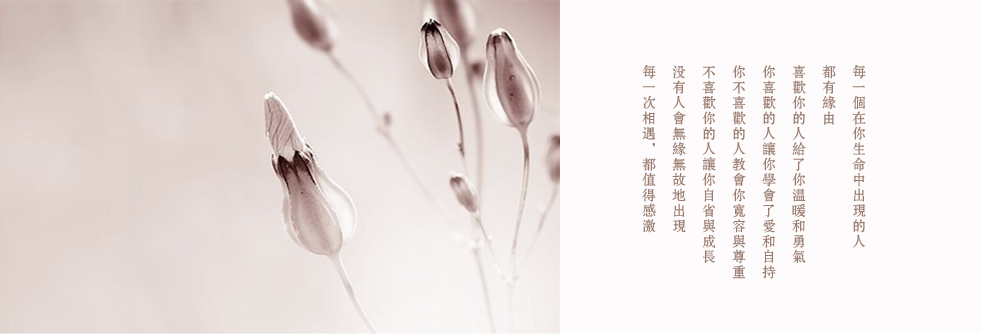 每一個在你生命中出現的人
都有緣由
喜歡你的人給了你溫暖和勇氣
你喜歡的人讓你學會了愛和自持
你不喜歡的人教會你寬容與尊重
不喜歡你的人讓你自省與成長
没有人會無緣無故地出現
每一次相遇，都值得感激